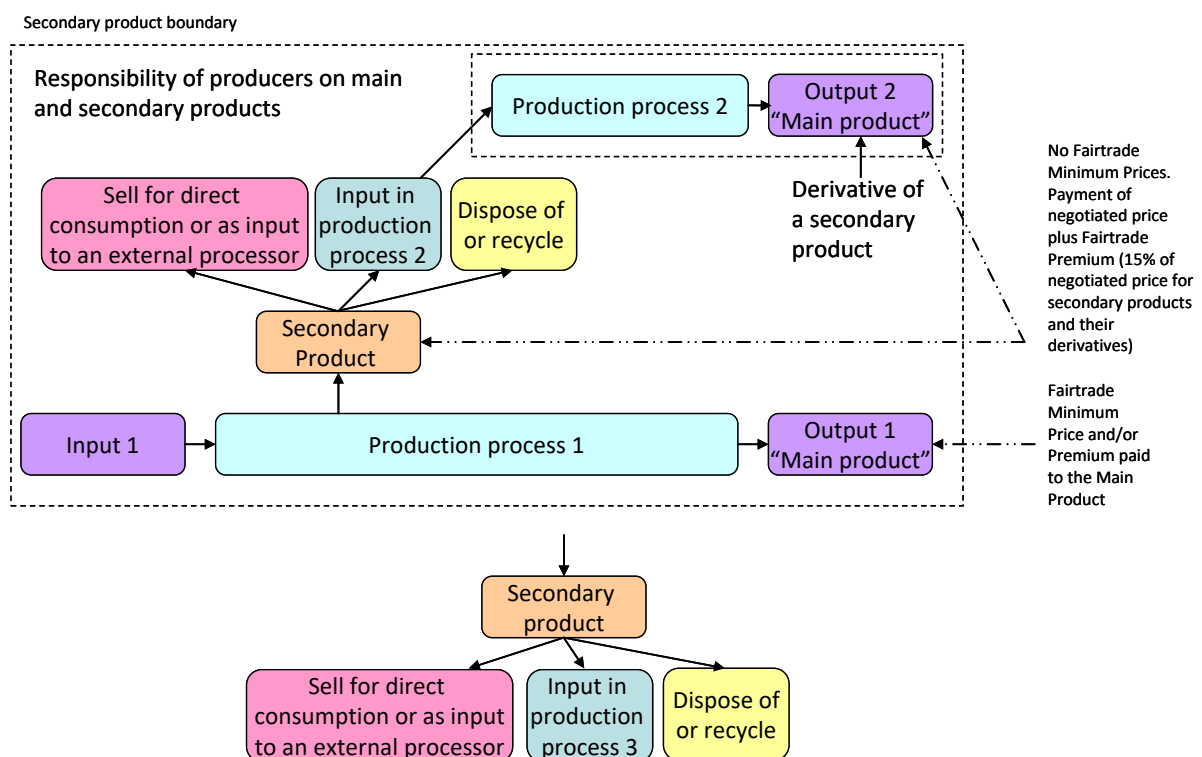 Secondary product boundary
Responsibility of producers on main
and secondary products
Production process 2
Output 2
“Main product”
Sell for direct
consumption or as input
to an external processor
Input in
production
process 2
Dispose of
or recycle
Derivative of
a secondary
product
No Fairtrade
Minimum Prices.
Payment of
negotiated price
plus Fairtrade
Premium (15% of
negotiated price for
secondary products
and their
derivatives)
Secondary
Product
Input 1
Production process 1
Output 1
“Main product”
Fairtrade
Minimum
Price and/or
Premium paid
to the Main
Product
Secondary
product
Sell for direct
consumption or as input
to an external processor
Input in
production
process 3
Dispose of
or recycle